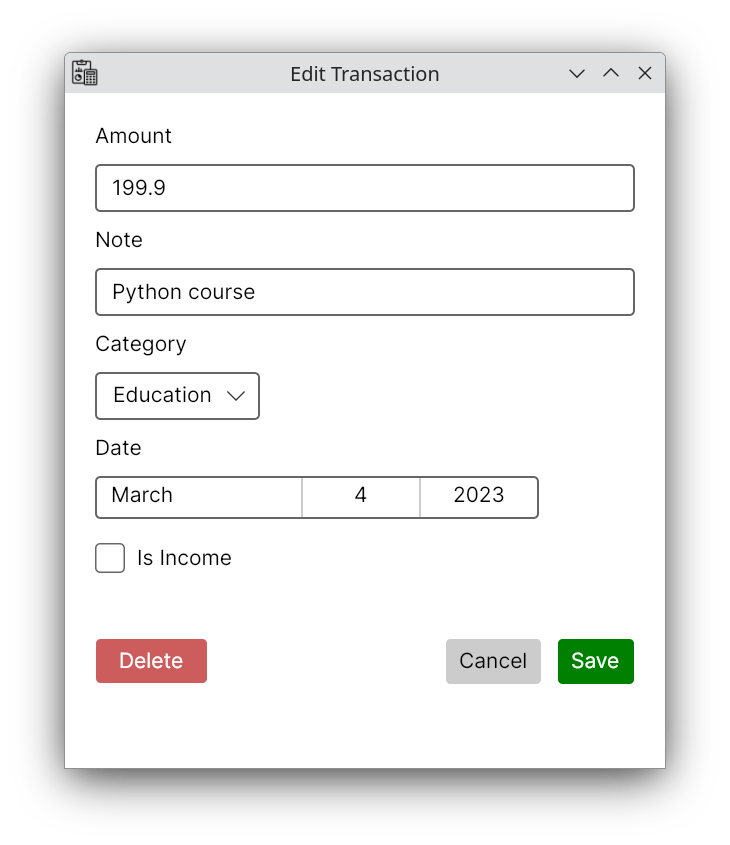 Edit Transaction
Amount
199.9
Note
Python course
Category
Education
Date
March 4 2023
Is Income
Delete Cancel Save